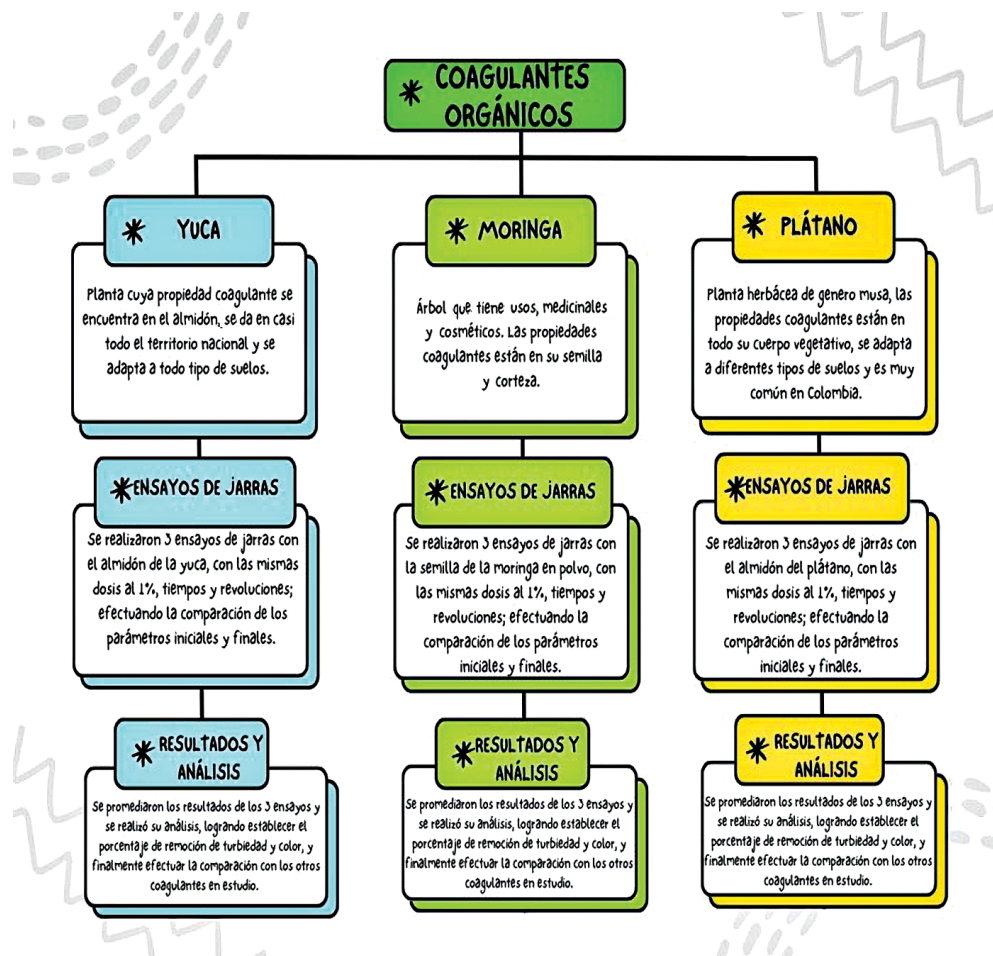 COAGULANTES
ORGÁNICOS
YUCA
Planta cuya propiedad coagulante se
encuentra en el almidón, se da en casi
todo el territorio nacional y se
adapta a todo tipo de suelos.
ENSAYOS DE JARRAS
Se realizaron 3 ensayos de jarras con
el almidón de la yuca, con las mismas
dosis al 1%, tiempos y revoluciones;
efectuando la comparación de los
parámetros iniciales y finales.
RESULTADOS Y
ANÁLISIS
Se promediaron los resultados de los 3 ensayos y
se realizó su análisis, logrando establecer el
porcentaje de remoción de turbiedad y color, y
finalmente efectuar la comparación con los otros
coagulantes en estudio.
MORINGA
Árbol que tiene usos, medicinales
y cosméticos. Las propiedades
coagulantes están en su semilla
y corteza.
ENSAYOS DE JARRAS
Se realizaron 3 ensayos de jarras con
la semilla de la moringa en polvo, con
las mismas dosis al 1%, tiempos y
revoluciones; efectuando la
comparación de los parámetros
iniciales y finales.
RESULTADOS Y
ANÁLISIS
Se promediaron los resultados de los 3 ensayos y
se realizó su análisis, logrando establecer el
porcentaje de remoción de turbiedad y color, y
finalmente efectuar la comparación con los otros
coagulantes en estudio.
PLÁTANO
Planta herbácea de genero musa, las
propiedades coagulantes están en
todo su cuerpo vegetativo, se adapta
a diferentes tipos de suelos y es muy
común en Colombia.
ENSAYOS DE JARRAS
Se realizaron 3 ensayos de jarras con
el almidón del plátano, con las
mismas dosis al 1%, tiempos y
revoluciones; efectuando la
comparación de los parámetros
iniciales y finales.
RESULTADOS Y
ANÁLISIS
Se promediaron los resultados de los 3 ensayos y
se realizó su análisis, logrando establecer el
porcentaje de remoción de turbiedad y color, y
finalmente efectuar la comparación con los otros
coagulantes en estudio.